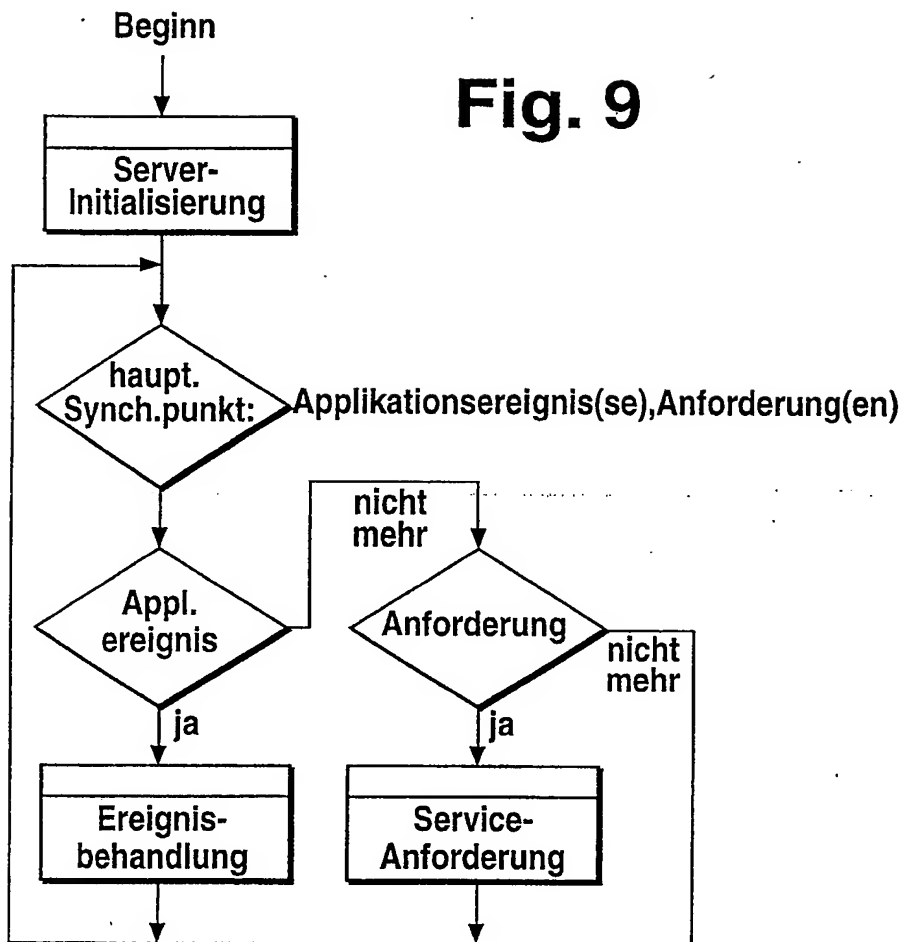 Beginn
Fig. 9
Server-
Initialisierung
haupt.
Synch.punkt:
Applikationsereignis(se),Anforderung(en)
nicht
mehr
Appl.
ereignis
Anforderung
nicht
mehr
ja
ja
Ereignis-
behandlung
Service-
Anforderung